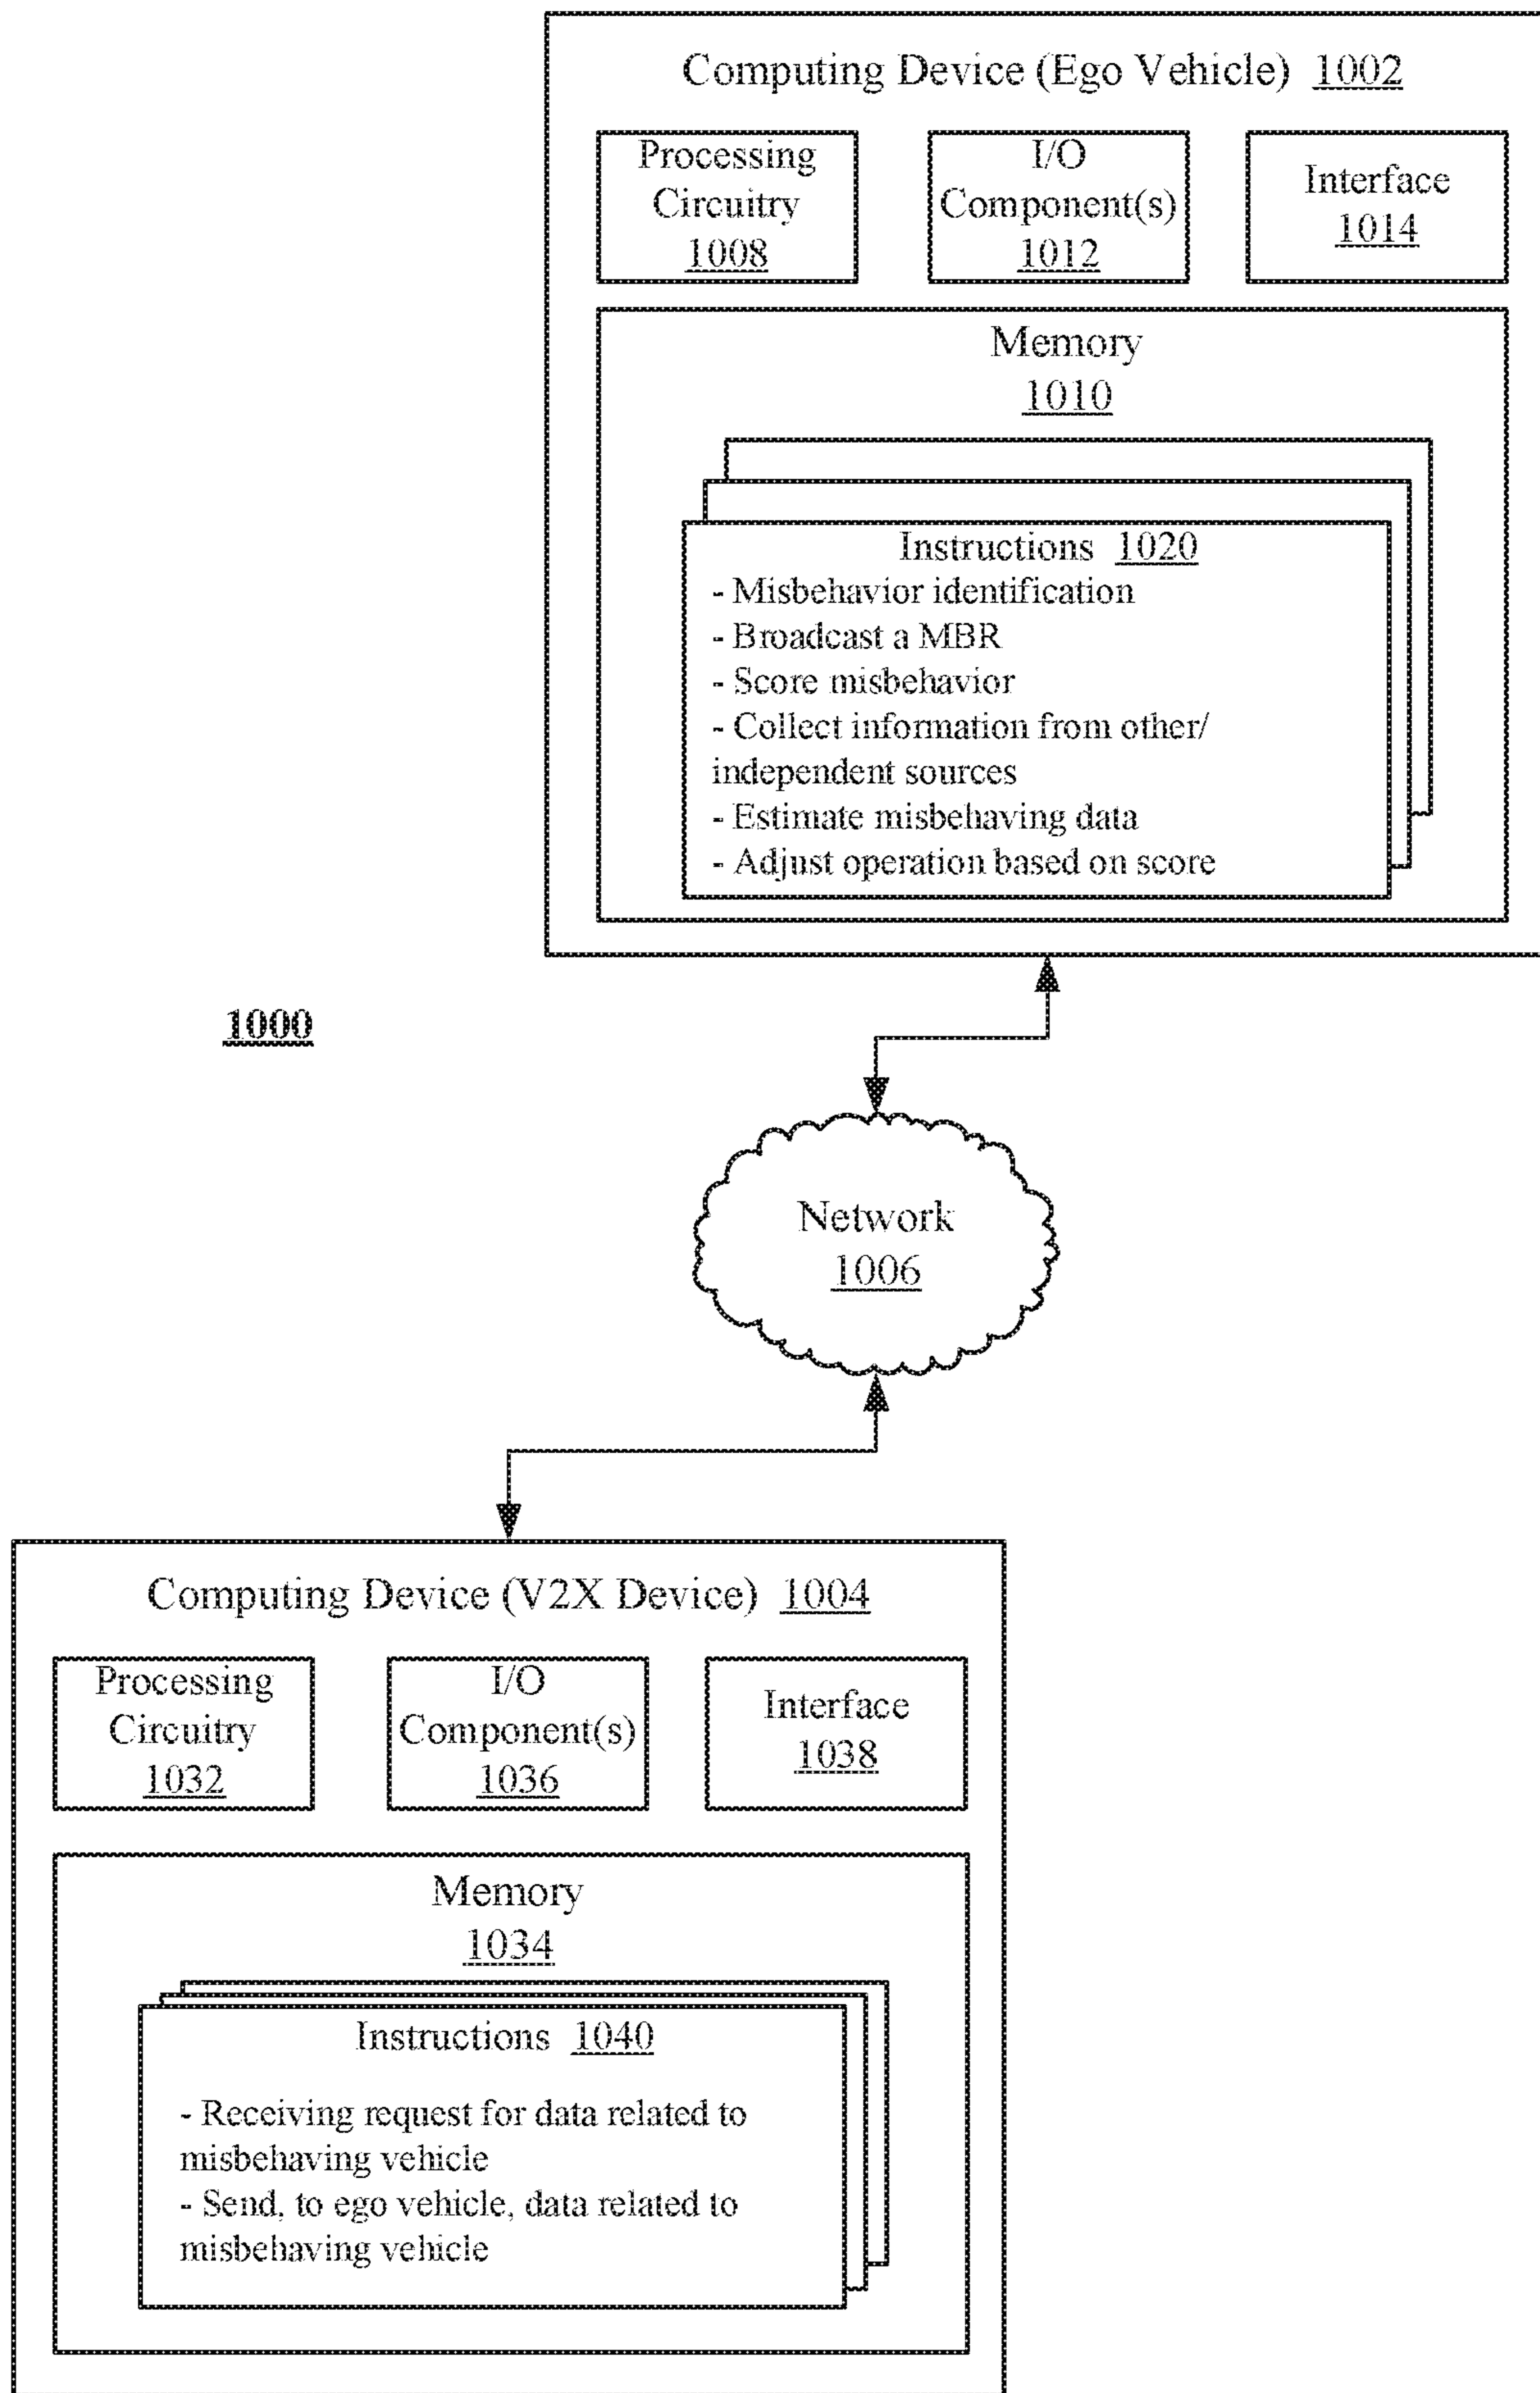 Computing Device (Ego Vehicle) 1002
Processing
Circuitry
1008
I/O
Component(s)
1012
Interface
1014
Memory
1010
Instructions 1020
- Misbehavior identification
- Broadcast a MBR
- Score misbehavior
- Collect information from other/
independent sources
- Estimate misbehaving data
- Adjust operation based on score
1000
Network
1006
Computing Device (V2X Device) 1004
Processing
Circuitry
1032
I/O
Component(s)
1036
Interface
1038
Memory
1034
Instructions 1040
- Receiving request for data related to
misbehaving vehicle
- Send, to ego vehicle, data related to
misbehaving vehicle